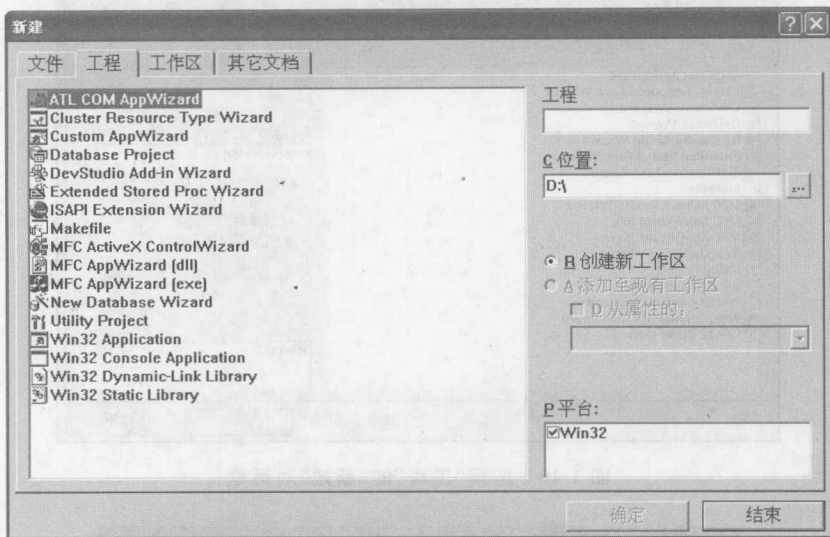 新建
文件 工程 工作区 其它文档
ATL COM AppWizard
Cluster Resource Type Wizard
Custom AppWizard
Database Project
DevStudio Add-in Wizard
Extended Stored Proc Wizard
ISAPI Extension Wizard
Makefile
MFC ActiveX ControlWizard
MFC AppWizard (dll)
MFC AppWizard (exe)
New Database Wizard
Utility Project
Win32 Application
Win32 Console Application
Win32 Dynamic-Link Library
Win32 Static Library
工程
C 位置:
D:\
...
R 创建新工作区
A 添加至现有工作区
D 从属性的:
P 平台:
Win32
确定 结束